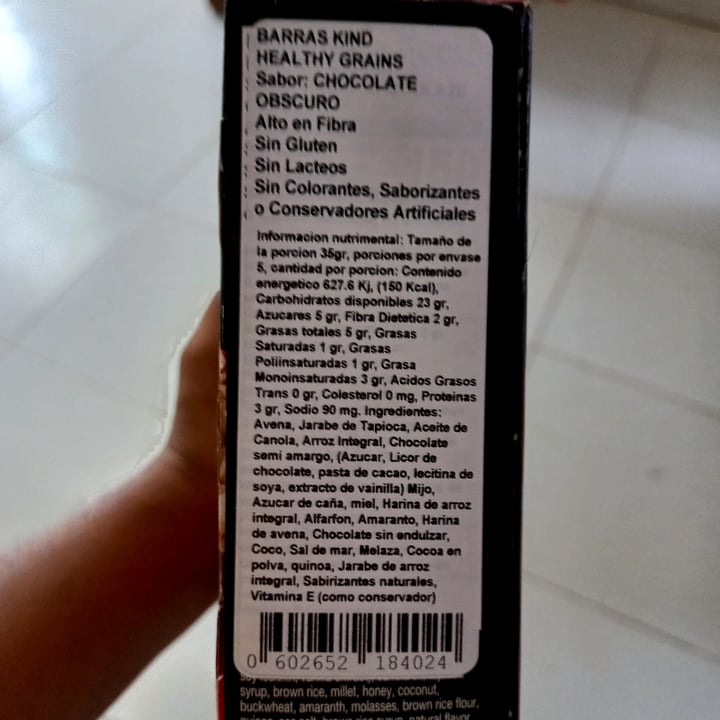 BARRAS KIND
HEALTHY GRAINS
Sabor: CHOCOLATE
OBSCURO
Alto en Fibra
Sin Gluten
Sin Lacteos
Sin Colorantes, Saborizantes
o Conservadores Artificiales
Informacion nutrimental: Tamaño de
la porcion 35gr, porciones por envase
5, cantidad por porcion: Contenido
energetico 627.6 Kj, (150 Kcal),
Carbohidratos disponibles 23 gr,
Azucares 5 gr, Fibra Dietetica 2 gr,
Grasas totales 5 gr, Grasas
Saturadas 1 gr, Grasas
Poliinsaturadas 1 gr, Grasa
Monoinsaturadas 3 gr, Acidos Grasos
Trans 0 gr, Colesterol 0 mg, Proteinas
3 gr, Sodio 90 mg. Ingredientes:
Avena, Jarabe de Tapioca, Aceite de
Canola, Arroz Integral, Chocolate
semi amargo, (Azucar, Licor de
chocolate, pasta de cacao, lecitina de
soya, extracto de vainilla) Mijo,
Azucar de caña, miel, Harina de arroz
integral, Alfarfon, Amaranto, Harina
de avena, Chocolate sin endulzar,
Coco, Sal de mar, Melaza, Cocoa en
polva, quinoa, Jarabe de arroz
integral, Sabirizantes naturales,
Vitamina E (como conservador)
0 602652 184024
syrup, brown rice, millet, honey, coconut,
buckwheat, amaranth, molasses, brown rice flour,